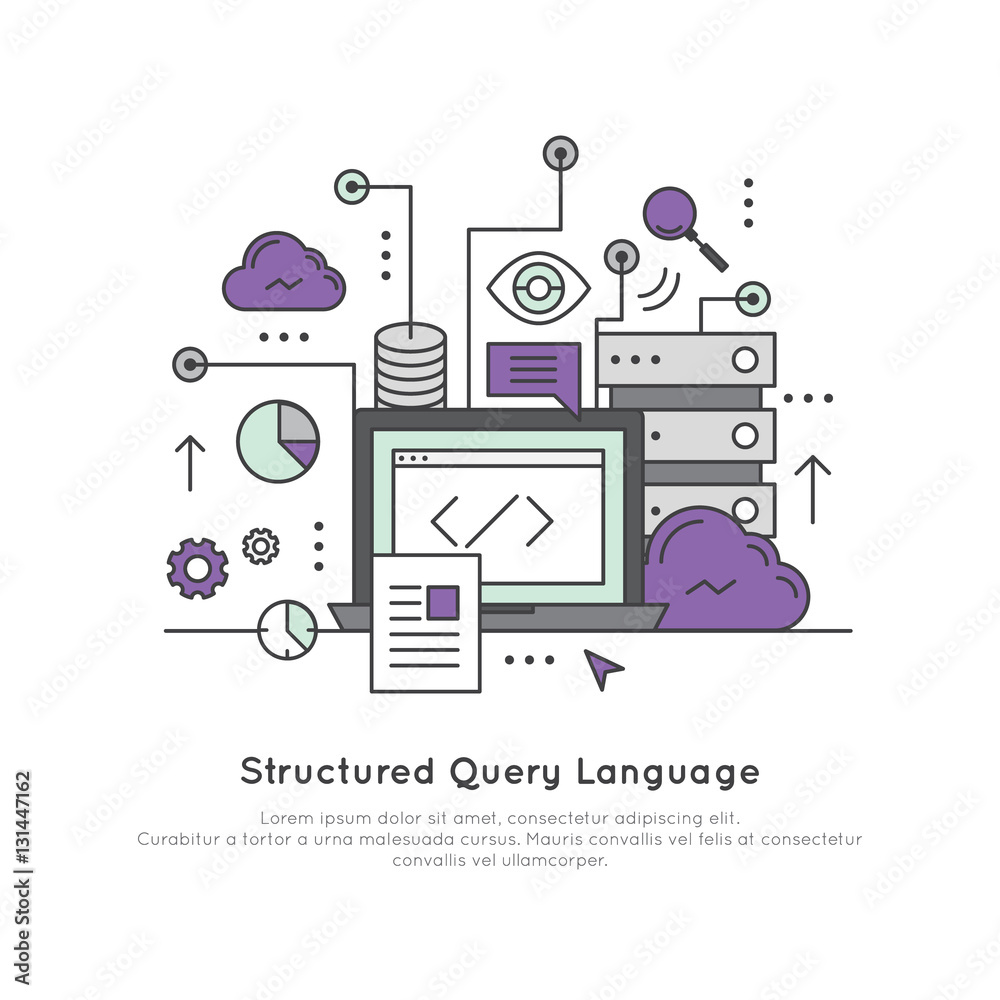 Structured Query Language
Lorem ipsum dolor sit amet, consectetur adipiscing elit.
Curabitur a tortor a urna malesuada cursus. Mauris convallis vel felis at consectetur
convallis vel ullamcorper.
Adobe Stock | #131447162